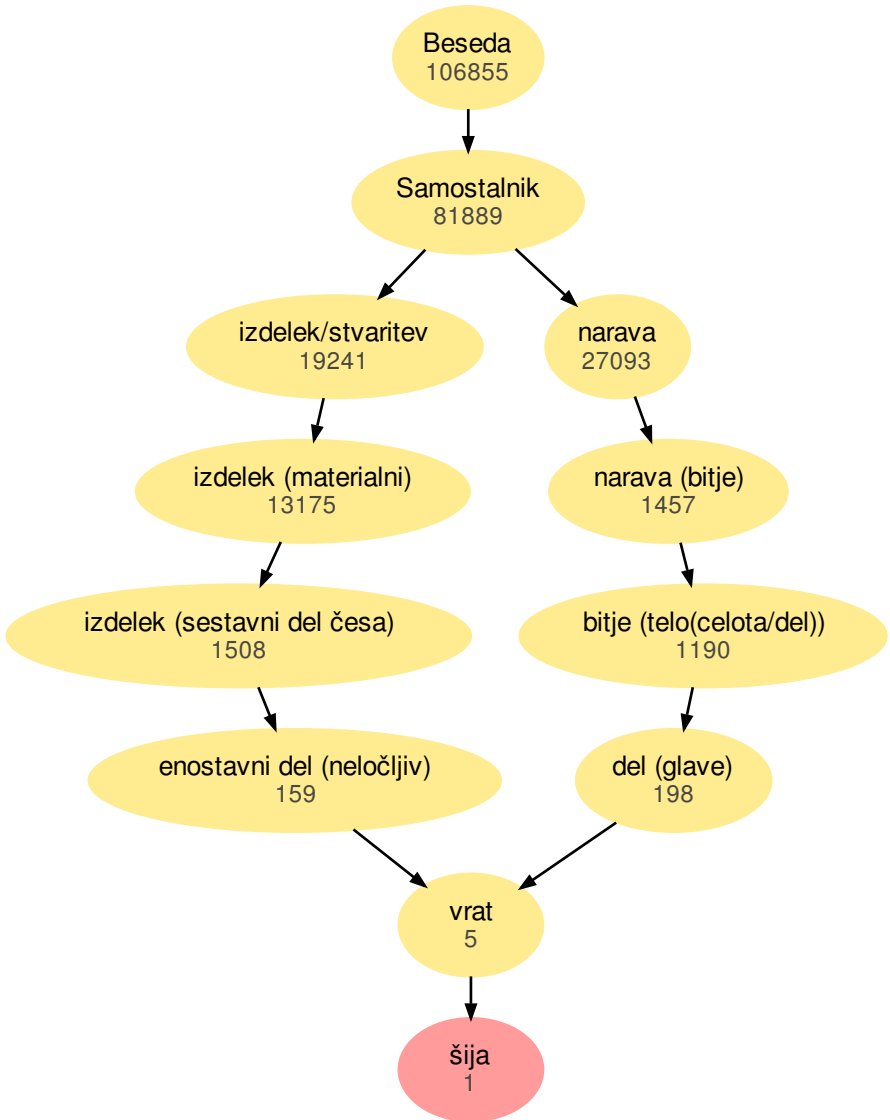 Beseda
106855
Samostalnik
81889
izdelek/stvaritev
19241
narava
27093
izdelek (materialni)
13175
narava (bitje)
1457
izdelek (sestavni del česa)
1508
bitje (telo(celota/del))
1190
enostavni del (neločljiv)
159
del (glave)
198
vrat
5
šija
1